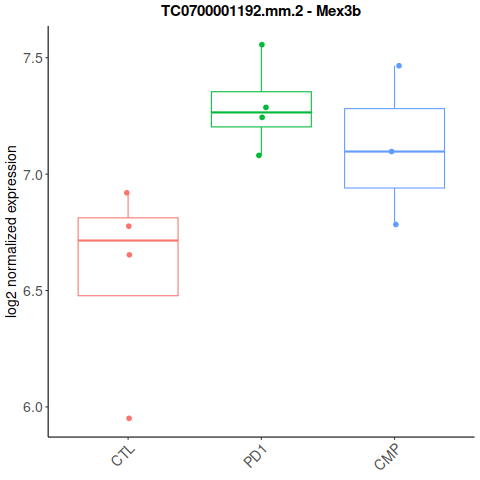 TC0700001192.mm.2 - Mex3b
log2 normalized expression
7.5
7.0
6.5
6.0
CTL
PD1
CMP